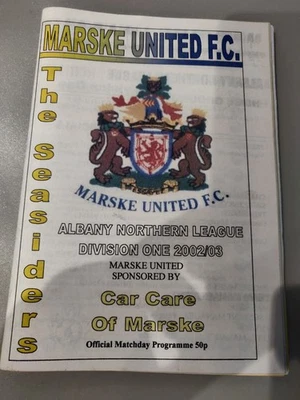 MARSKE UNITED F.C.
The Seasiders
MARSKE UNITED F.C.
ALBANY NORTHERN LEAGUE
DIVISION ONE 2002/03
MARSKE UNITED
SPONSORED BY
Car Care
Of Marske
Official Matchday Programme 50p